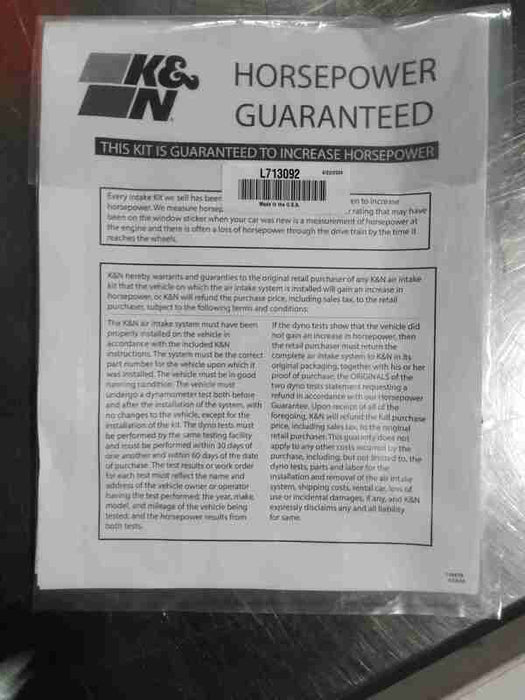 K&N
HORSEPOWER
GUARANTEED
THIS KIT IS GUARANTEED TO INCREASE HORSEPOWER
L713092
Made in the U.S.A.
Every intake kit we sell has been
en to increase
horsepower. We measure horsep
r rating that may have
been on the window sticker when your car was new is a measurement of horsepower at
the engine and there is often a loss of horsepower through the drive train by the time it
reaches the wheels.
K&N hereby warrants and guaranties to the original retail purchaser of any K&N air intake
kit that the vehicle on which the air intake system is installed will gain an increase in
horsepower, or K&N will refund the purchase price, including sales tax, to the retail
purchaser, subject to the following terms and conditions:
The K&N air intake system must have been
properly installed on the vehicle in
accordance with the included K&N
instructions. The system must be the correct
part number for the vehicle upon which it
was installed. The vehicle must be in good
running condition. The vehicle must
undergo a dynamometer test both before
and after the installation of the system, with
no changes to the vehicle, except for the
installation of the kit. The dyno tests must
be performed by the same testing facility
and must be performed within 30 days of
one another and within 60 days of the date
of purchase. The test results or work order
for each test must reflect the name and
address of the vehicle owner or operator
having the test performed; the year, make,
model, and mileage of the vehicle being
tested; and the horsepower results from
both tests.
If the dyno tests show that the vehicle did
not gain an increase in horsepower, then
the retail purchaser must return the
complete air intake system to K&N in its
original packaging, together with his or her
proof of purchase, the ORIGINALS of the
two dyno tests statement requesting a
refund in accordance with our Horsepower
Guarantee. Upon receipt of all of the
foregoing, K&N will refund the full purchase
price, including sales tax, to the original
retail purchaser. This guaranty does not
apply to any other costs incurred by the
purchase, including, but not limited to, the
dyno tests, parts and labor for the
installation and removal of the air intake
system, shipping costs, rental car, loss of
use or incidental damages, if any, and K&N
expressly disclaims any and all liability
for same.